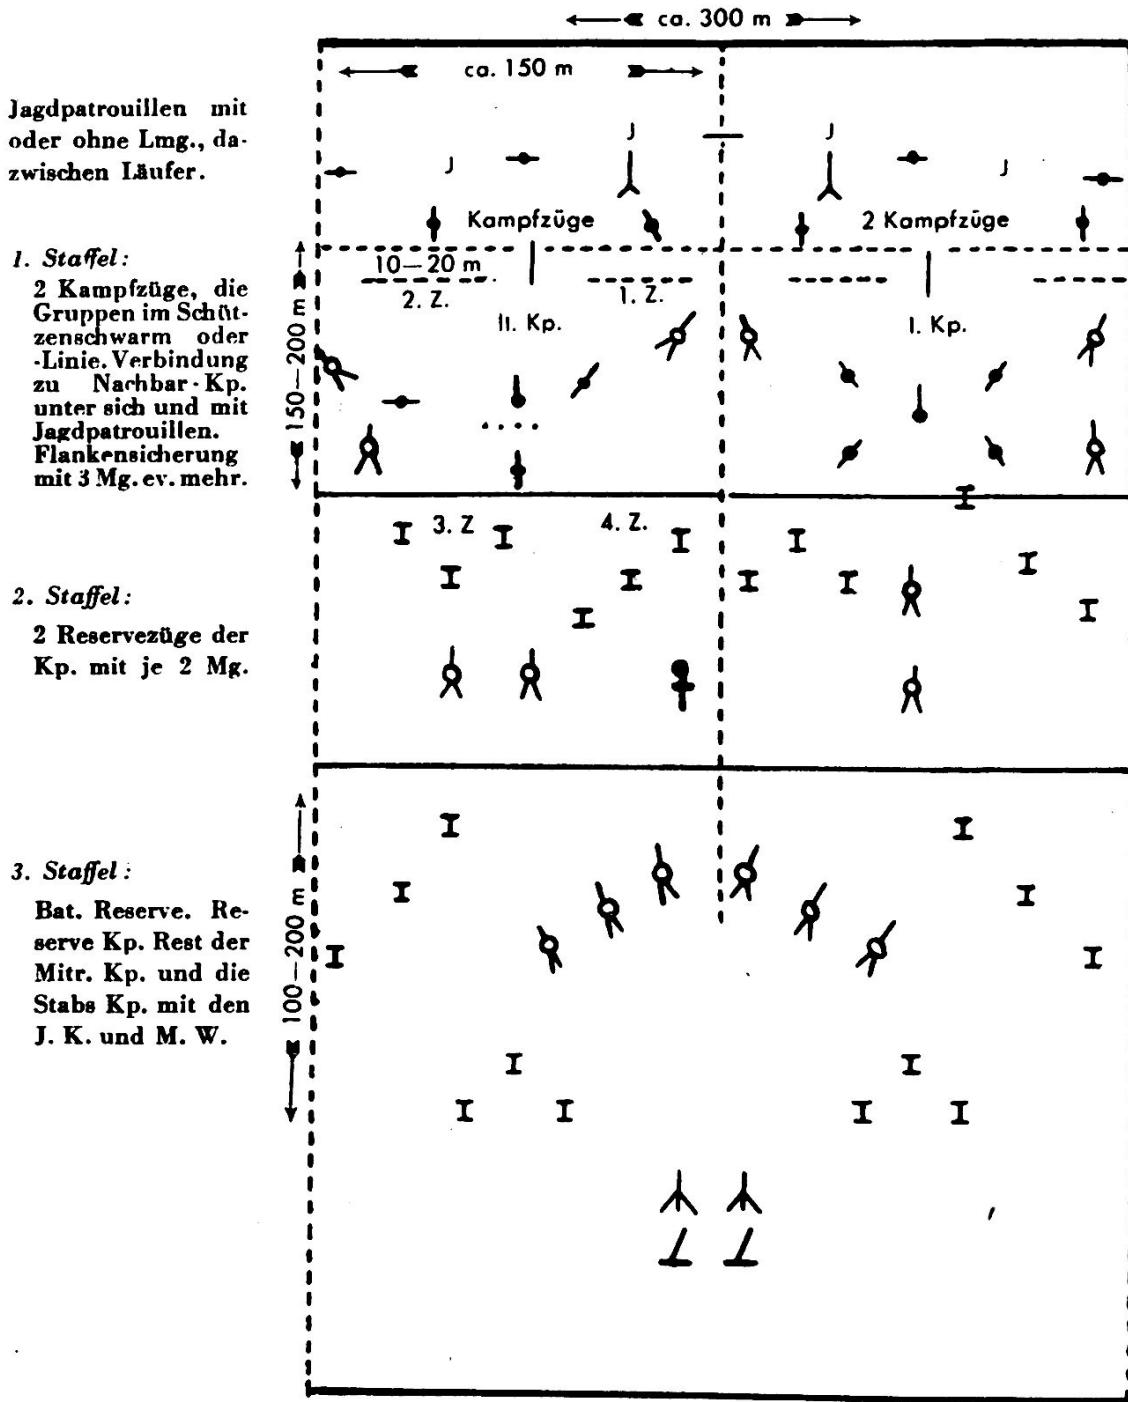 ca. 300 m
ca. 150 m
Jagdpatrouillen mit
oder ohne Lmg., da-
zwischen Läufer.
J
J
J
J
Kampfzüge
2 Kampfzüge
1. Staffel:
2 Kampfzüge, die
Gruppen im Schüt-
zenschwarm oder
-Linie. Verbindung
zu Nachbar-Kp.
unter sich und mit
Jagdpatrouillen.
Flankensicherung
mit 3 Mg. ev. mehr.
150–200 m
10–20 m
2. Z.
1. Z.
II. Kp.
I. Kp.
2. Staffel:
2 Reservezüge der
Kp. mit je 2 Mg.
3. Z
4. Z.
3. Staffel:
Bat. Reserve. Re-
serve Kp. Rest der
Mitr. Kp. und die
Stabs Kp. mit den
J. K. und M. W.
100–200 m